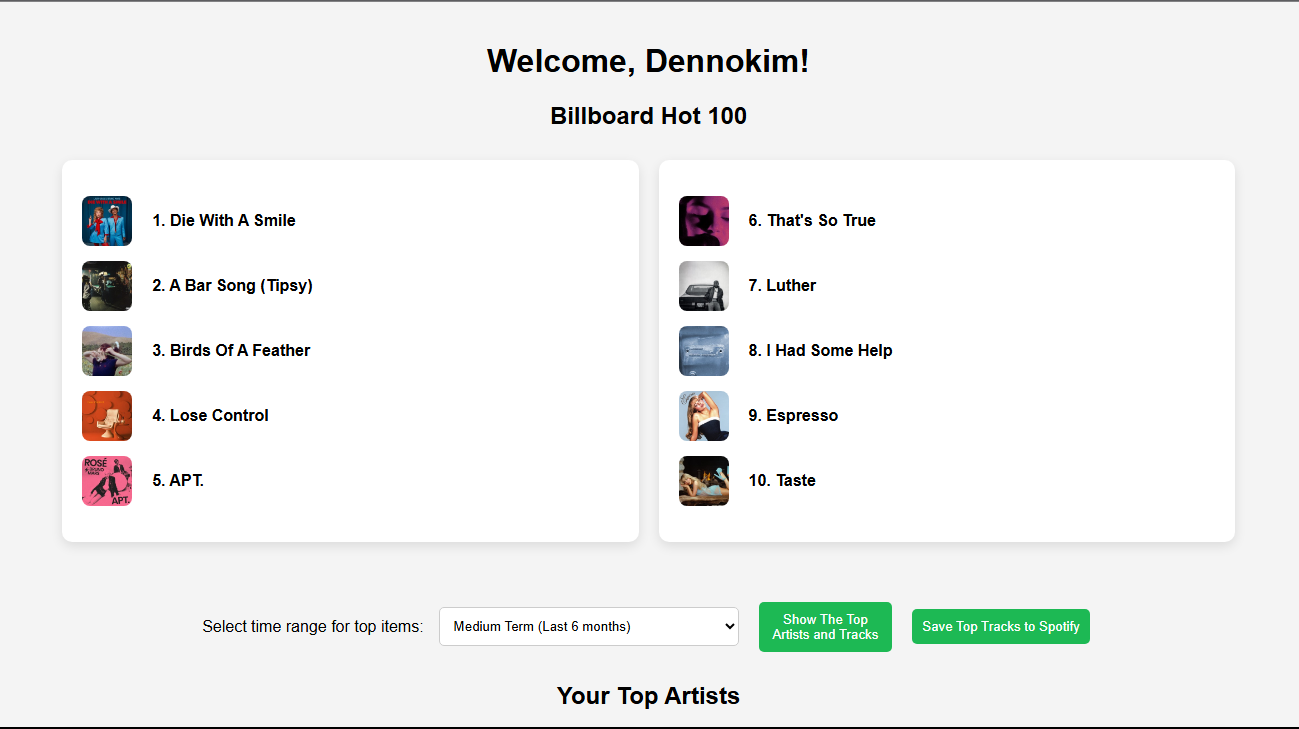 Welcome, Dennokim!
Billboard Hot 100
1. Die With A Smile
2. A Bar Song (Tipsy)
3. Birds Of A Feather
4. Lose Control
ROSÉ
APT.
5. APT.
6. That's So True
7. Luther
8. I Had Some Help
9. Espresso
10. Taste
Select time range for top items:
Medium Term (Last 6 months)
Show The Top
Artists and Tracks
Save Top Tracks to Spotify
Your Top Artists